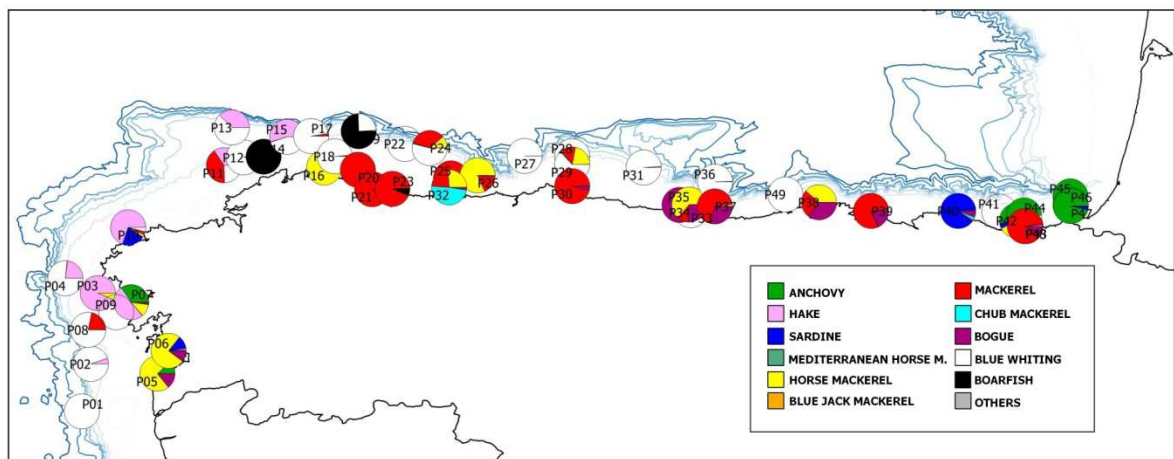 P13
P15
P17
P12
P11
P18
P16
P20
P21
P23
P22
P24
P25
P26
P32
P27
P28
P29
P30
P31
P36
P35
P34
P33
P37
P49
P38
P39
P40
P41
P42
P44
P45
P46
P47
P48
P04
P03
P09
P07
P08
P02
P06
P05
P01
ANCHOVY
HAKE
SARDINE
MEDITERRANEAN HORSE M.
HORSE MACKEREL
BLUE JACK MACKEREL
MACKEREL
CHUB MACKEREL
BOGUE
BLUE WHITING
BOARFISH
OTHERS